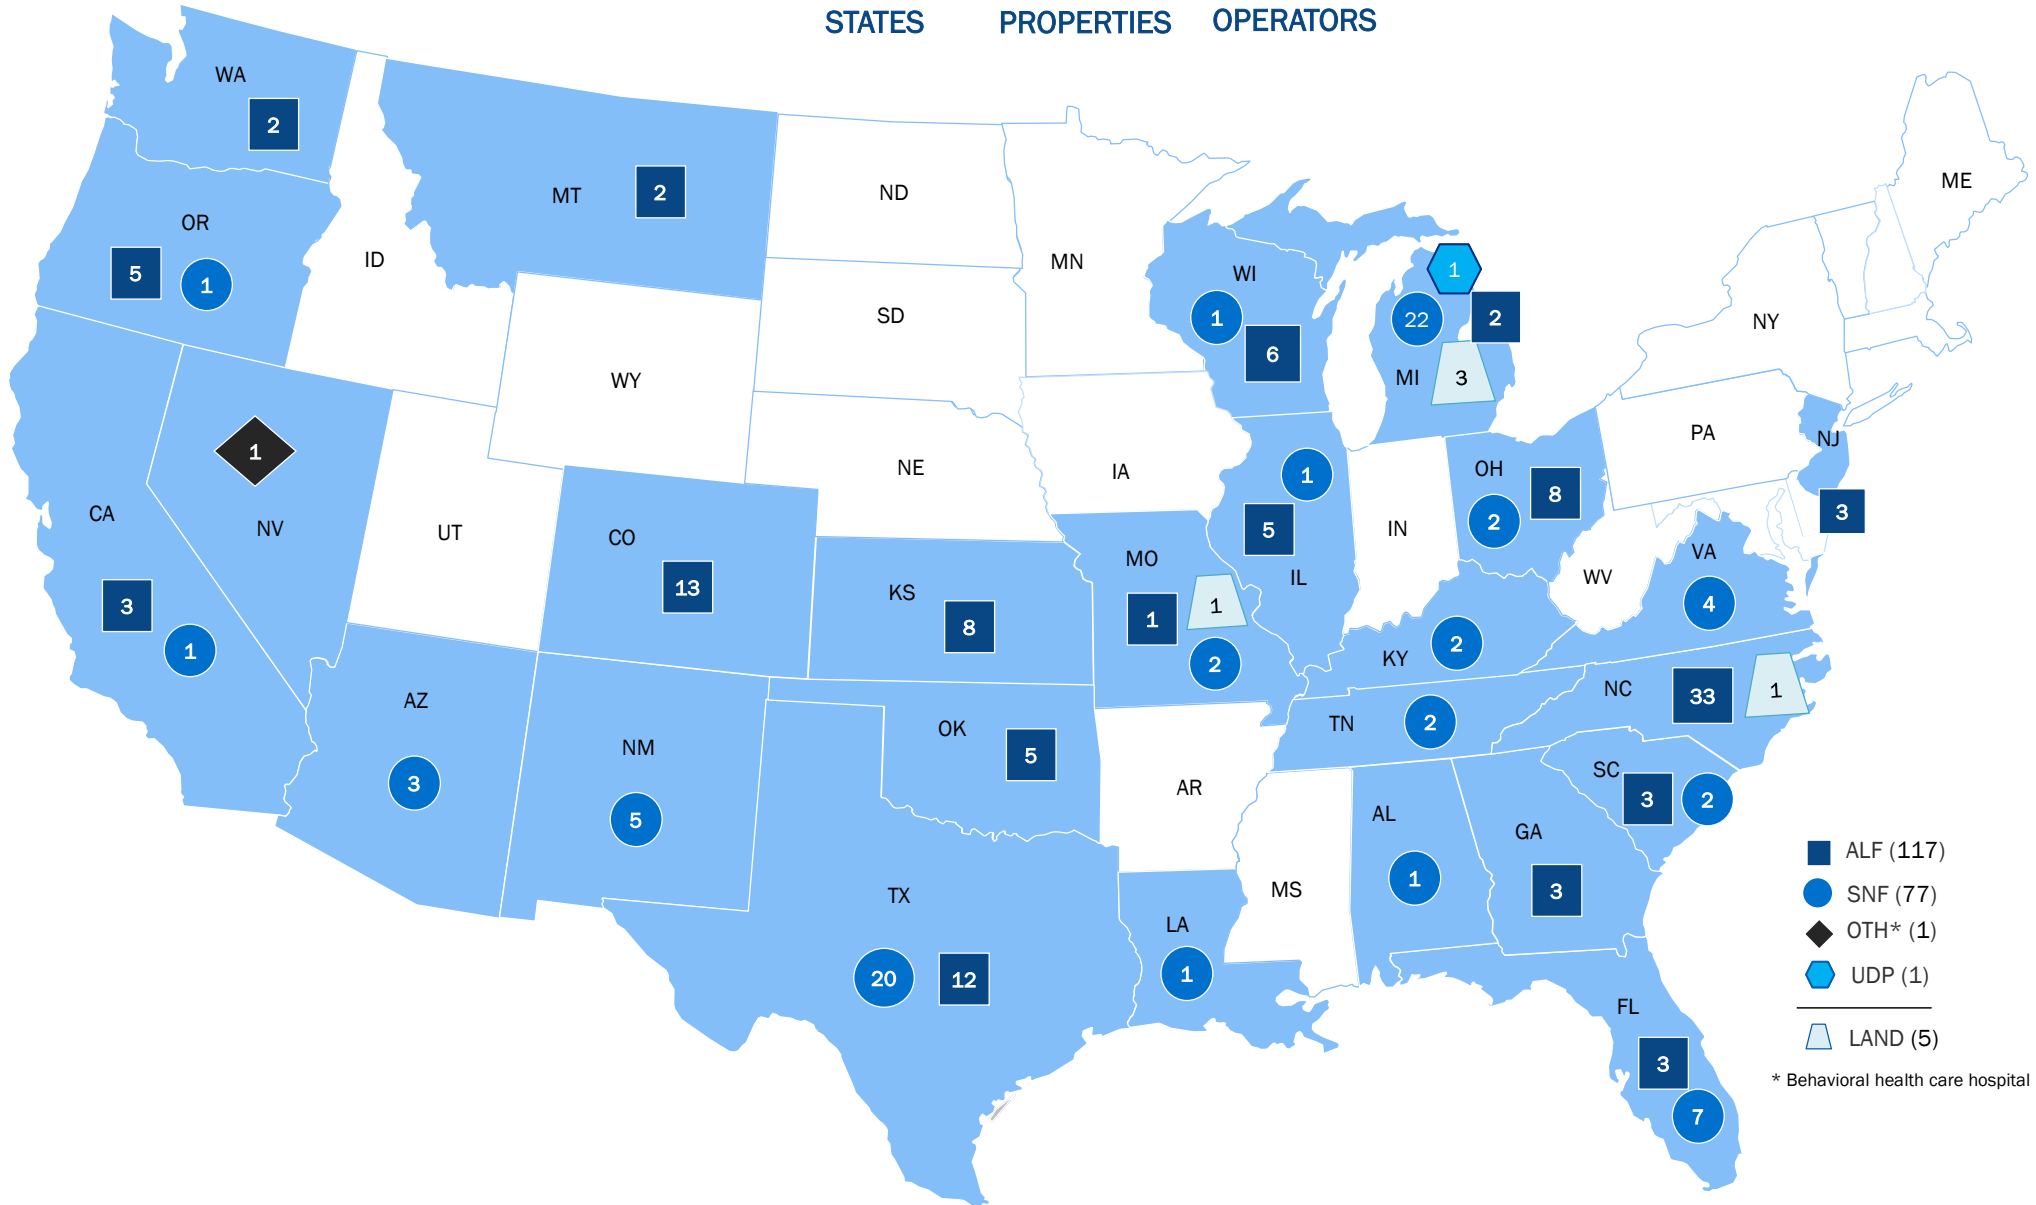 STATES PROPERTIES OPERATORS
WA
2
MT
2
OR
5
1
ID
ND
MN
SD
WY
NE
IA
WI
1
6
1
22
2
MI
3
ME
NY
PA
NJ
3
1
NV
CA
3
1
UT
CO
13
KS
8
MO
1
1
2
1
5
IL
IN
OH
8
2
WV
VA
4
KY
2
NC
33
1
TN
2
AZ
3
NM
5
OK
5
AR
SC
3
2
TX
20
12
LA
1
MS
AL
1
GA
3
FL
3
7
ALF (117)
SNF (77)
OTH* (1)
UDP (1)
LAND (5)
* Behavioral health care hospital